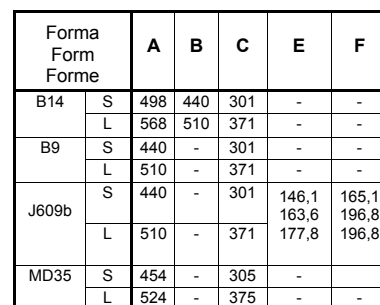 Forma
Form
Forme
A B C E F
B14 S 498 440 301 - -
L 568 510 371 - -
B9 S 440 - 301 - -
L 510 - 371 - -
J609b S 440 - 301 146,1 165,1
163,6 196,8
L 510 - 371 177,8 196,8
MD35 S 454 - 305 -
L 524 - 375 - -